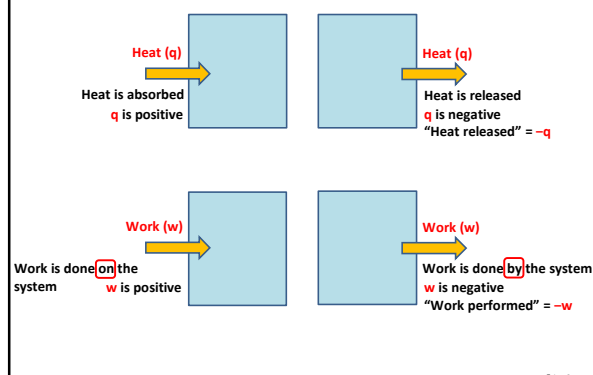 Heat (q)
Heat is absorbed
q is positive
Heat (q)
Heat is released
q is negative
“Heat released” = –q
Work (w)
Work is done on the
system w is positive
Work (w)
Work is done by the system
w is negative
“Work performed” = –w